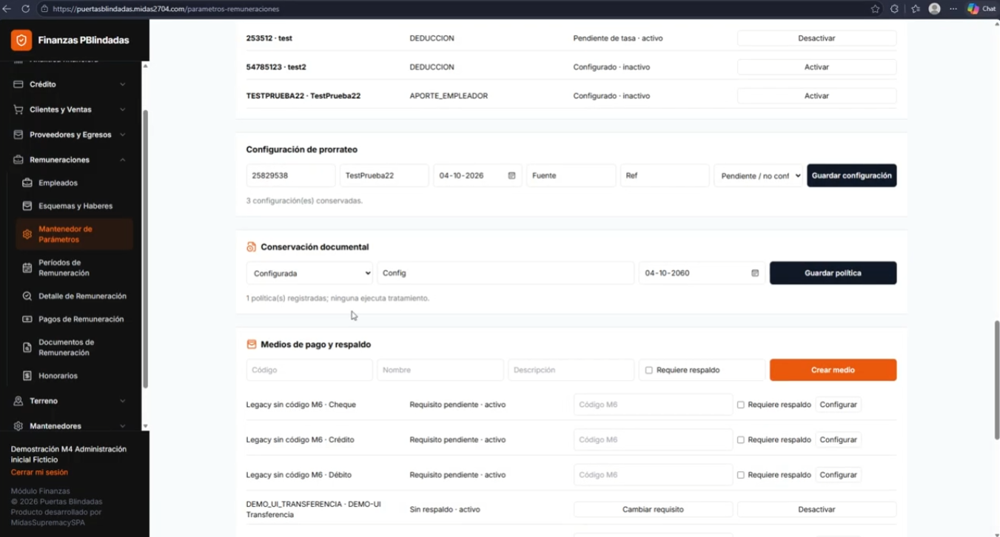 https://puertasblindadas.midas2704.com/parametros-remuneraciones
Chat
Finanzas PBlindadas
Crédito
Clientes y Ventas
Proveedores y Egresos
Remuneraciones
Empleados
Esquemas y Haberes
Mantenedor de
Parámetros
Períodos de
Remuneración
Detalle de Remuneración
Pagos de Remuneración
Documentos de
Remuneración
Honorarios
Terreno
Mantenedores
Demostración M4 Administración
inicial Ficticio
Cerrar mi sesión
Módulo Finanzas
© 2026 Puertas Blindadas
Producto desarrollado por
MidasSupremacySPA
253512 · test DEDUCCION Pendiente de tasa · activo Desactivar
54785123 · test2 DEDUCCION Configurado · inactivo Activar
TESTPRUEBA22 · TestPrueba22 APORTE_EMPLEADOR Configurado · inactivo Activar
Configuración de prorrateo
25829538 TestPrueba22 04-10-2026 Fuente Ref Pendiente / no conf Guardar configuración
3 configuración(es) conservadas.
Conservación documental
Configurada Config 04-10-2060 Guardar política
1 política(s) registradas; ninguna ejecuta tratamiento.
Medios de pago y respaldo
Código Nombre Descripción Requiere respaldo Crear medio
Legacy sin código M6 · Cheque Requisito pendiente · activo Código M6 Requiere respaldo Configurar
Legacy sin código M6 · Crédito Requisito pendiente · activo Código M6 Requiere respaldo Configurar
Legacy sin código M6 · Débito Requisito pendiente · activo Código M6 Requiere respaldo Configurar
DEMO_UI_TRANSFERENCIA · DEMO-UI
Transferencia Sin respaldo · activo Cambiar requisito Desactivar